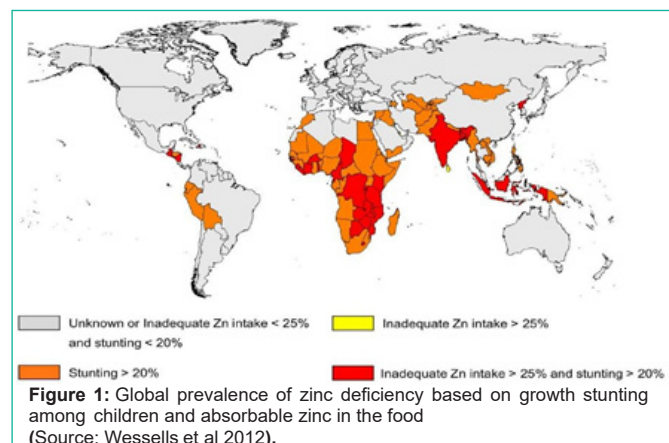 Unknown or Inadequate Zn intake < 25%
and stunting < 20%
Inadequate Zn intake > 25%
Stunting > 20%
Inadequate Zn intake > 25% and stunting > 20%
Figure 1: Global prevalence of zinc deficiency based on growth stunting
among children and absorbable zinc in the food
(Source: Wessells et al 2012).